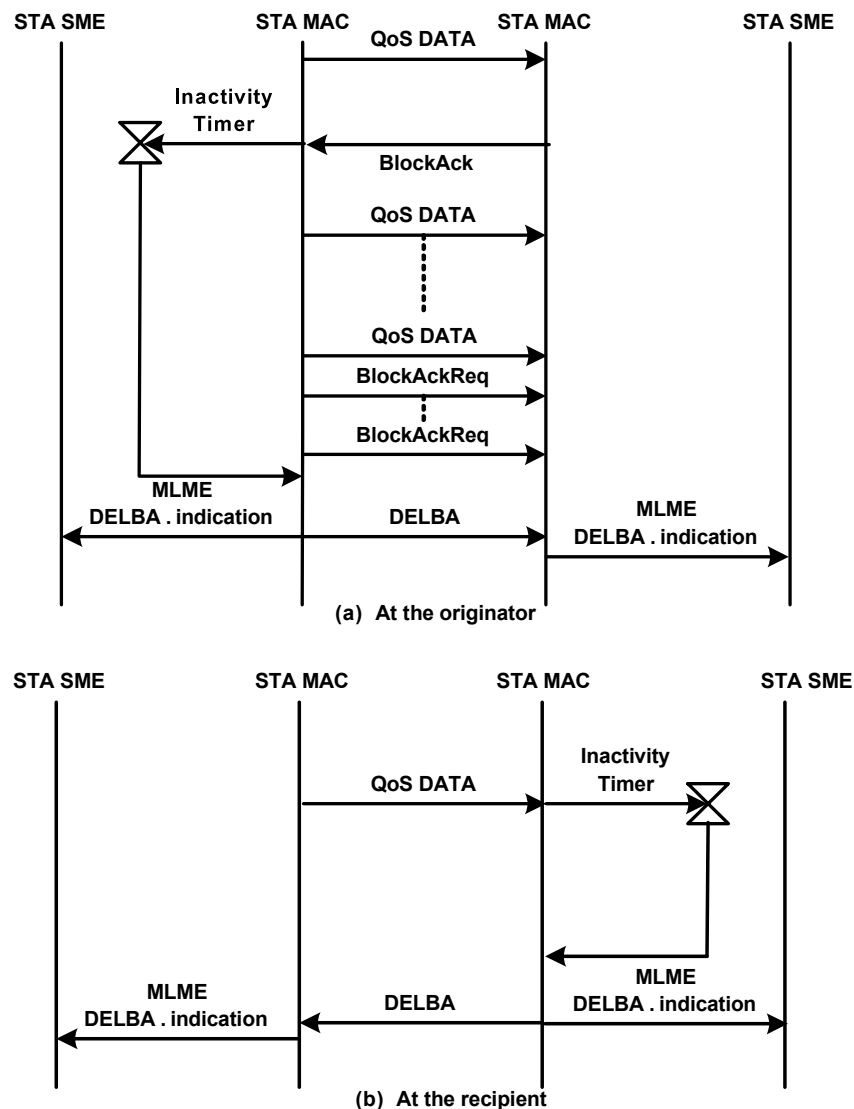 STA SME
STA MAC
STA MAC
STA SME
QoS DATA
Inactivity
Timer
BlockAck
QoS DATA
QoS DATA
BlockAckReq
BlockAckReq
MLME
DELBA . indication
DELBA
MLME
DELBA . indication
(a) At the originator
STA SME
STA MAC
STA MAC
STA SME
QoS DATA
Inactivity
Timer
MLME
DELBA . indication
DELBA
MLME
DELBA . indication
(b) At the recipient